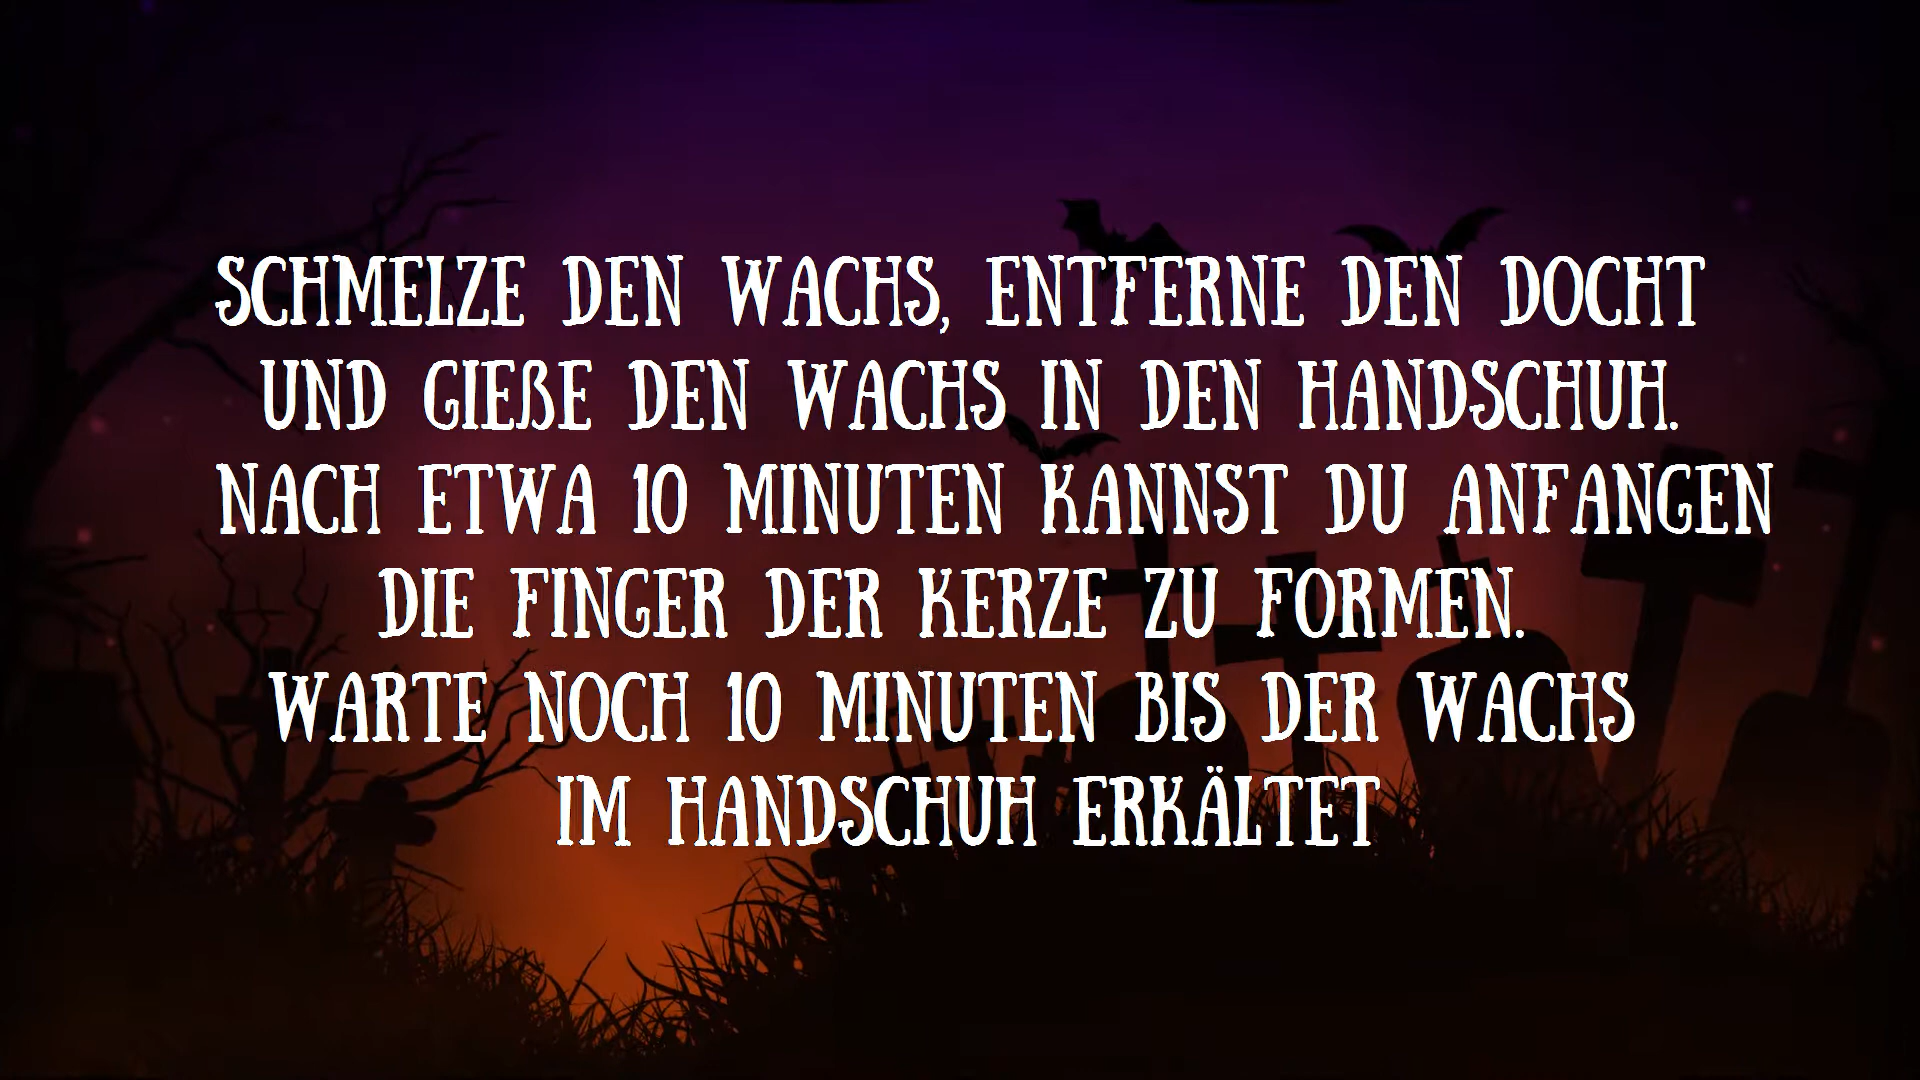 SCHMELZE DEN WACHS, ENTFERNE DEN DOCHT
UND GIEßE DEN WACHS IN DEN HANDSCHUH.
NACH ETWA 10 MINUTEN KANNST DU ANFANGEN
DIE FINGER DER KERZE ZU FORMEN.
WARTE NOCH 10 MINUTEN BIS DER WACHS
IM HANDSCHUH ERKÄLTET